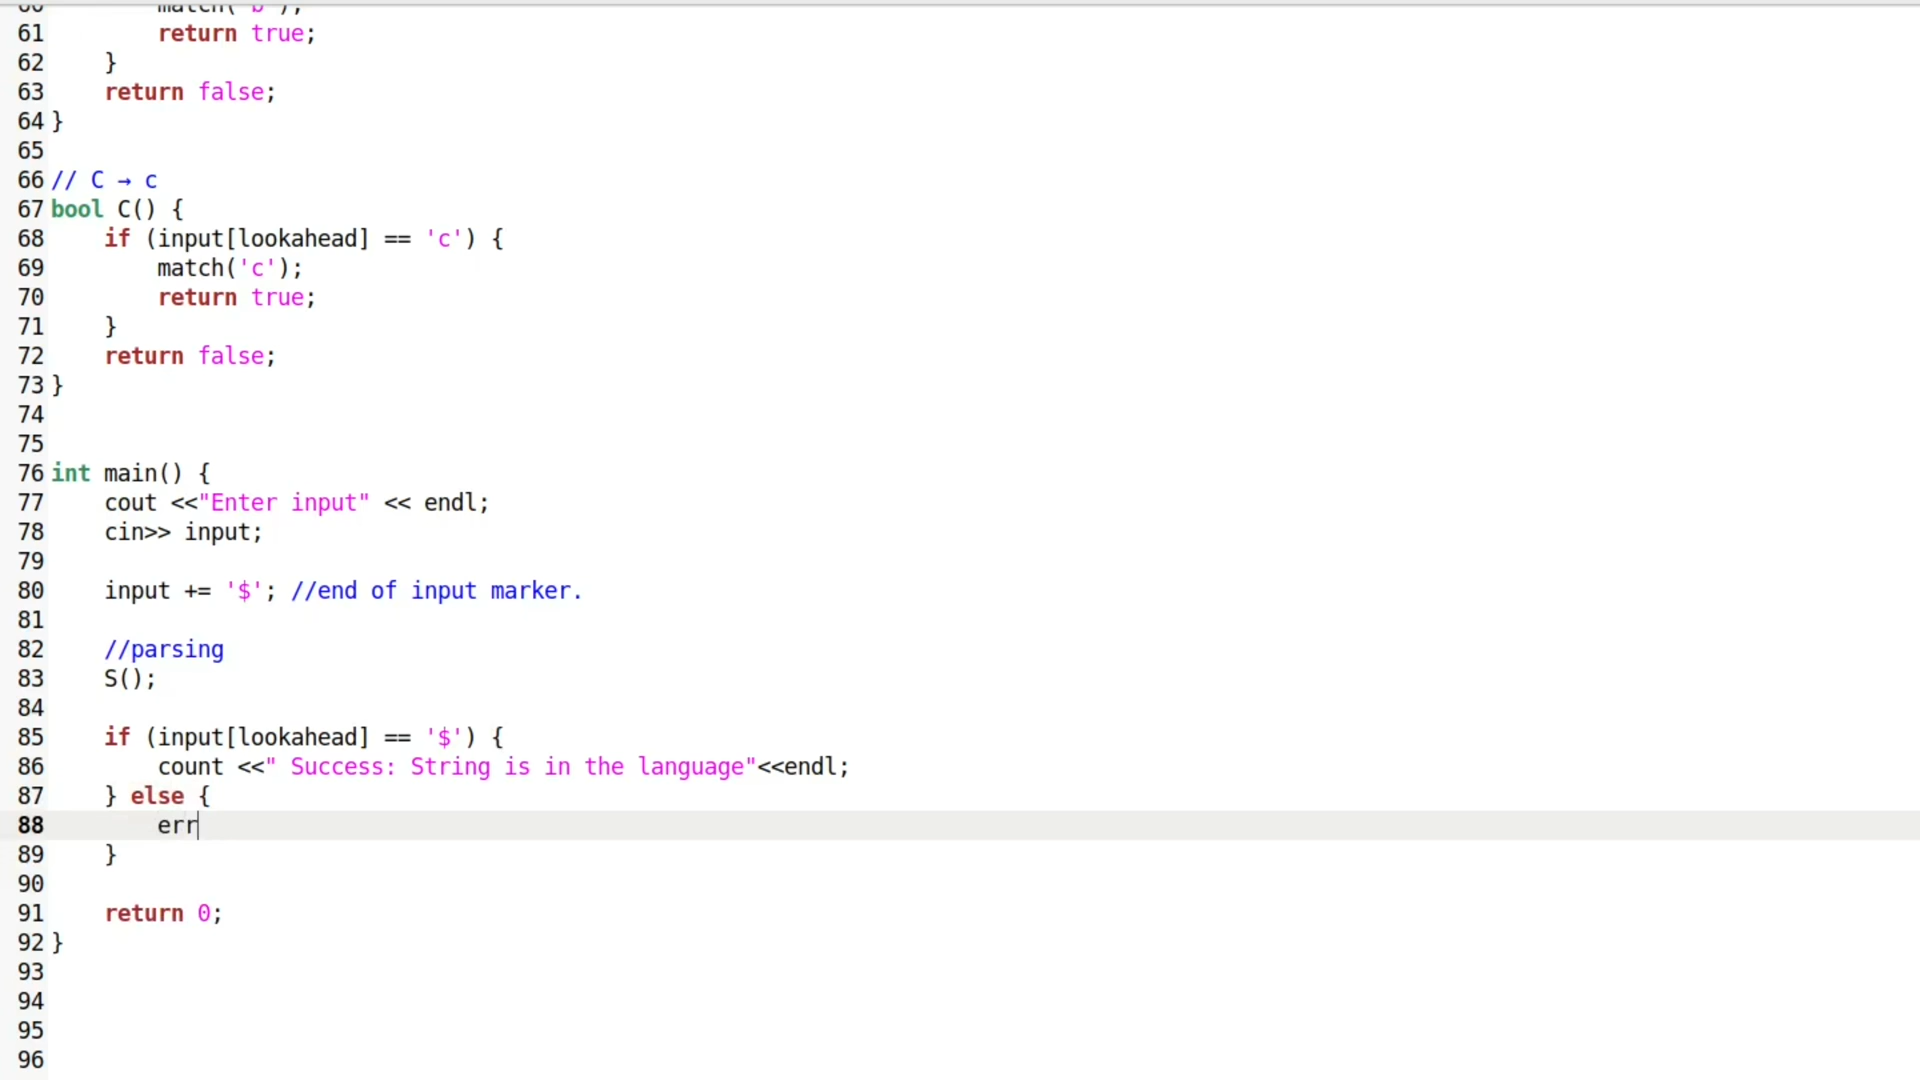 60         match('b');
61         return true;
62     }
63     return false;
64 }
65
66 // C → c
67 bool C() {
68     if (input[lookahead] == 'c') {
69         match('c');
70         return true;
71     }
72     return false;
73 }
74
75
76 int main() {
77     cout <<"Enter input" << endl;
78     cin>> input;
79
80     input += '$'; //end of input marker.
81
82     //parsing
83     S();
84
85     if (input[lookahead] == '$') {
86         count <<" Success: String is in the language"<<endl;
87     } else {
88         err
89     }
90
91     return 0;
92 }
93
94
95
96